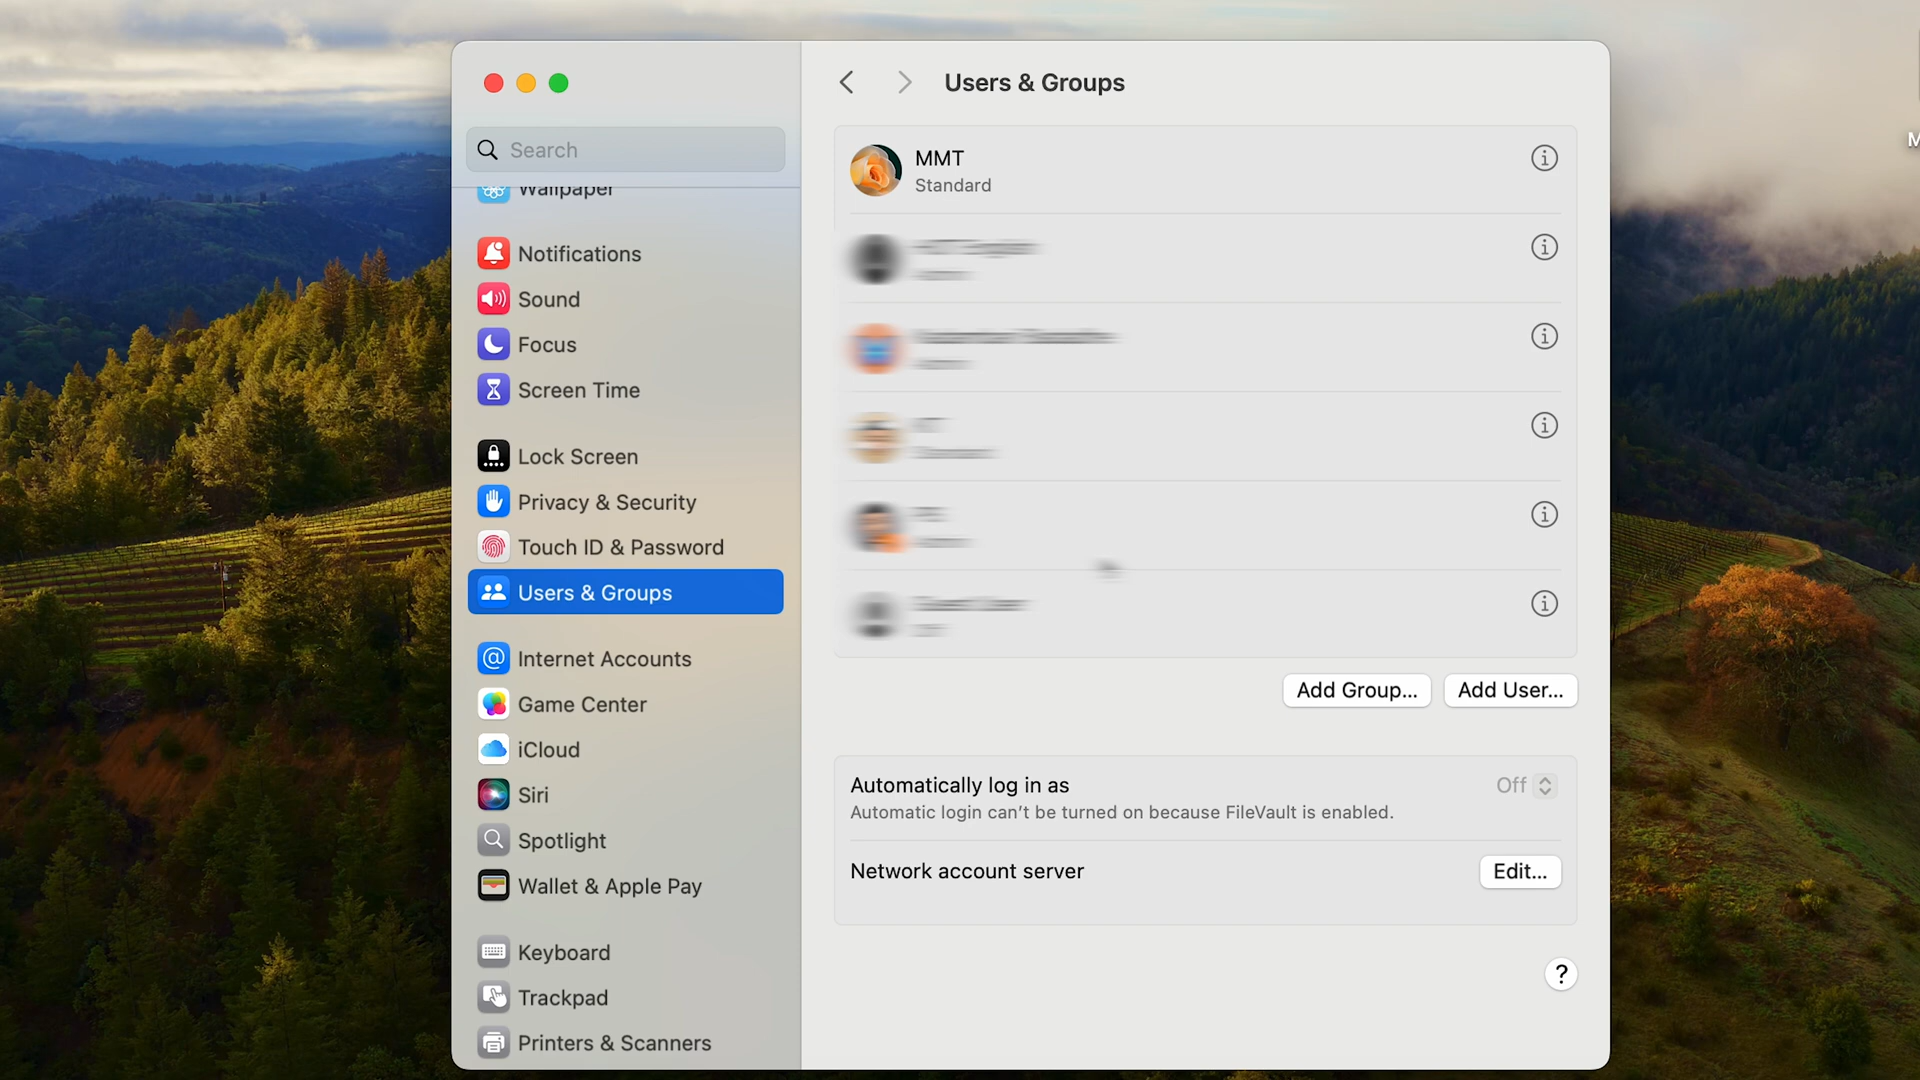 Users & Groups
Search
Wallpaper
Notifications
Sound
Focus
Screen Time
Lock Screen
Privacy & Security
Touch ID & Password
Users & Groups
Internet Accounts
Game Center
iCloud
Siri
Spotlight
Wallet & Apple Pay
Keyboard
Trackpad
Printers & Scanners
MMT
Standard
Add Group...
Add User...
Automatically log in as
Off
Automatic login can't be turned on because FileVault is enabled.
Network account server
Edit...
?